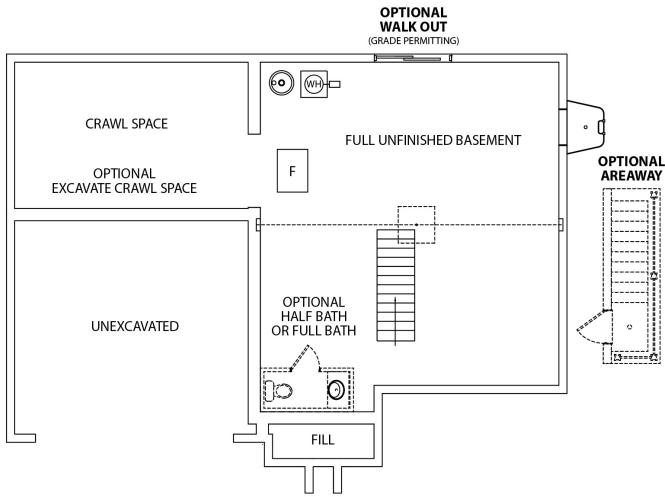 OPTIONAL
WALK OUT
(GRADE PERMITTING)
WH
CRAWL SPACE
FULL UNFINISHED BASEMENT
OPTIONAL
AREAWAY
F
OPTIONAL
EXCAVATE CRAWL SPACE
OPTIONAL
HALF BATH
OR FULL BATH
UNEXCAVATED
FILL